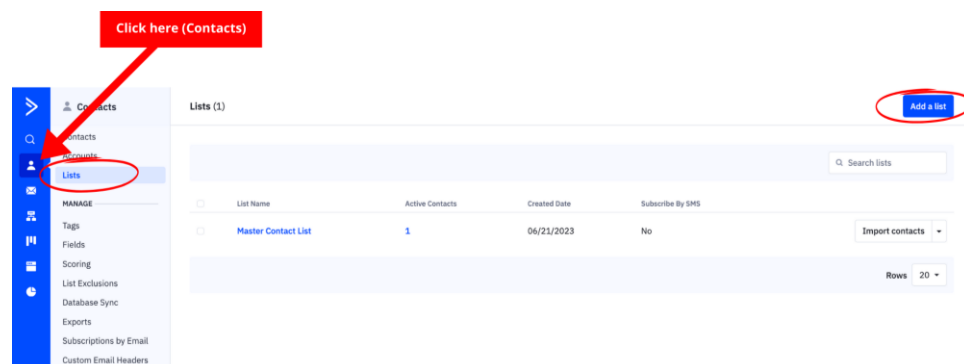 Click here (Contacts)
Contacts
Lists (1)
Add a list
Contacts
Accounts
Lists
Search lists
MANAGE
List Name Active Contacts Created Date Subscribe By SMS
Tags
Master Contact List 1 06/21/2023 No Import contacts
Fields
Scoring
Rows 20
List Exclusions
Database Sync
Exports
Subscriptions by Email
Custom Email Headers